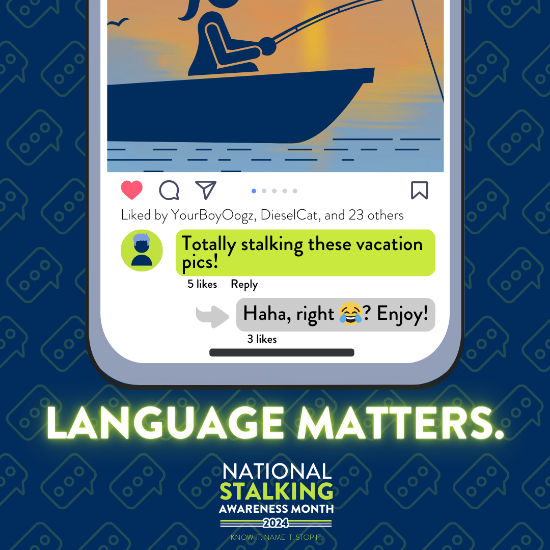 Liked by YourBoyOogz, DieselCat, and 23 others
Totally stalking these vacation
pics!
5 likes Reply
Haha, right 😂? Enjoy!
3 likes
LANGUAGE MATTERS.
NATIONAL
STALKING
AWARENESS MONTH
2024
KNOW IT. NAME IT. STOP IT.